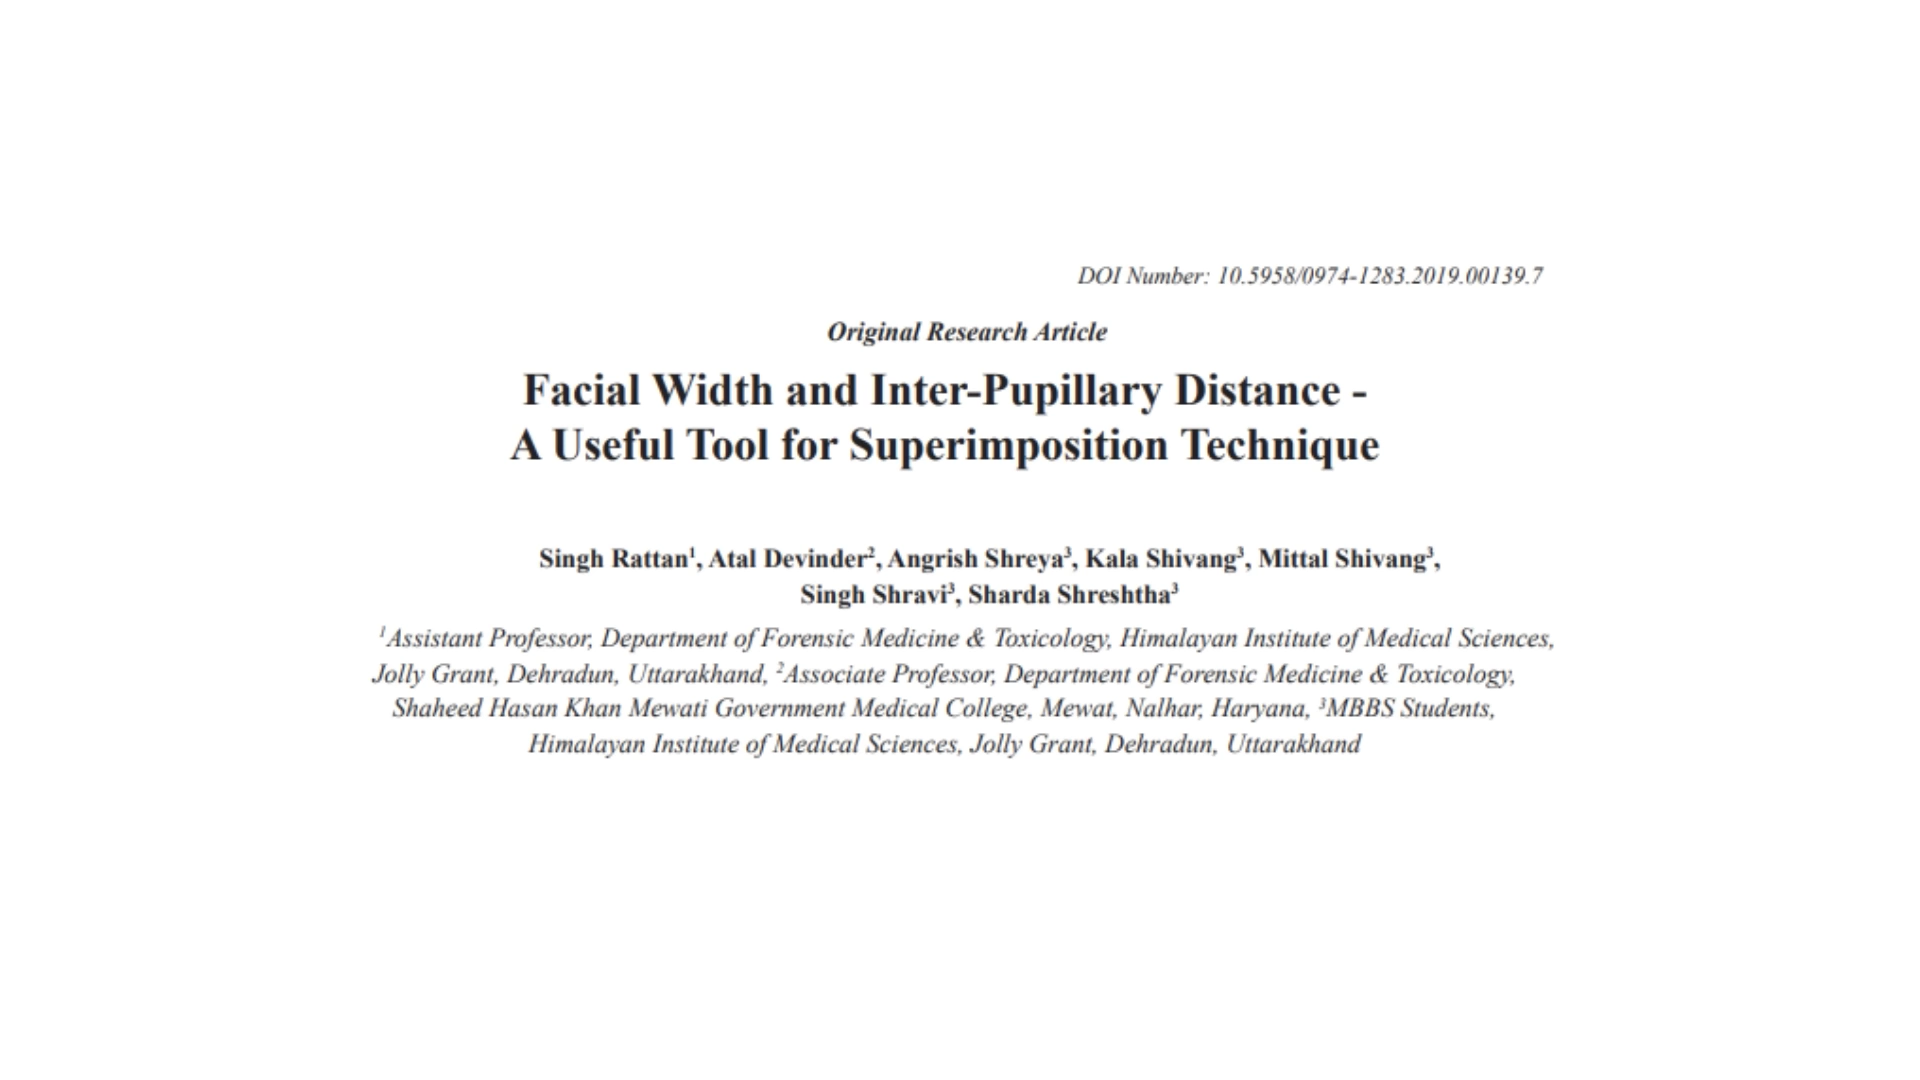 DOI Number: 10.5958/0974-1283.2019.00139.7
Original Research Article
Facial Width and Inter-Pupillary Distance -
A Useful Tool for Superimposition Technique
Singh Rattan¹, Atal Devinder², Angrish Shreya³, Kala Shivang³, Mittal Shivang³,
Singh Shravi³, Sharda Shreshtha³
¹Assistant Professor, Department of Forensic Medicine & Toxicology, Himalayan Institute of Medical Sciences,
Jolly Grant, Dehradun, Uttarakhand, ²Associate Professor, Department of Forensic Medicine & Toxicology,
Shaheed Hasan Khan Mewati Government Medical College, Mewat, Nalhar, Haryana, ³MBBS Students,
Himalayan Institute of Medical Sciences, Jolly Grant, Dehradun, Uttarakhand